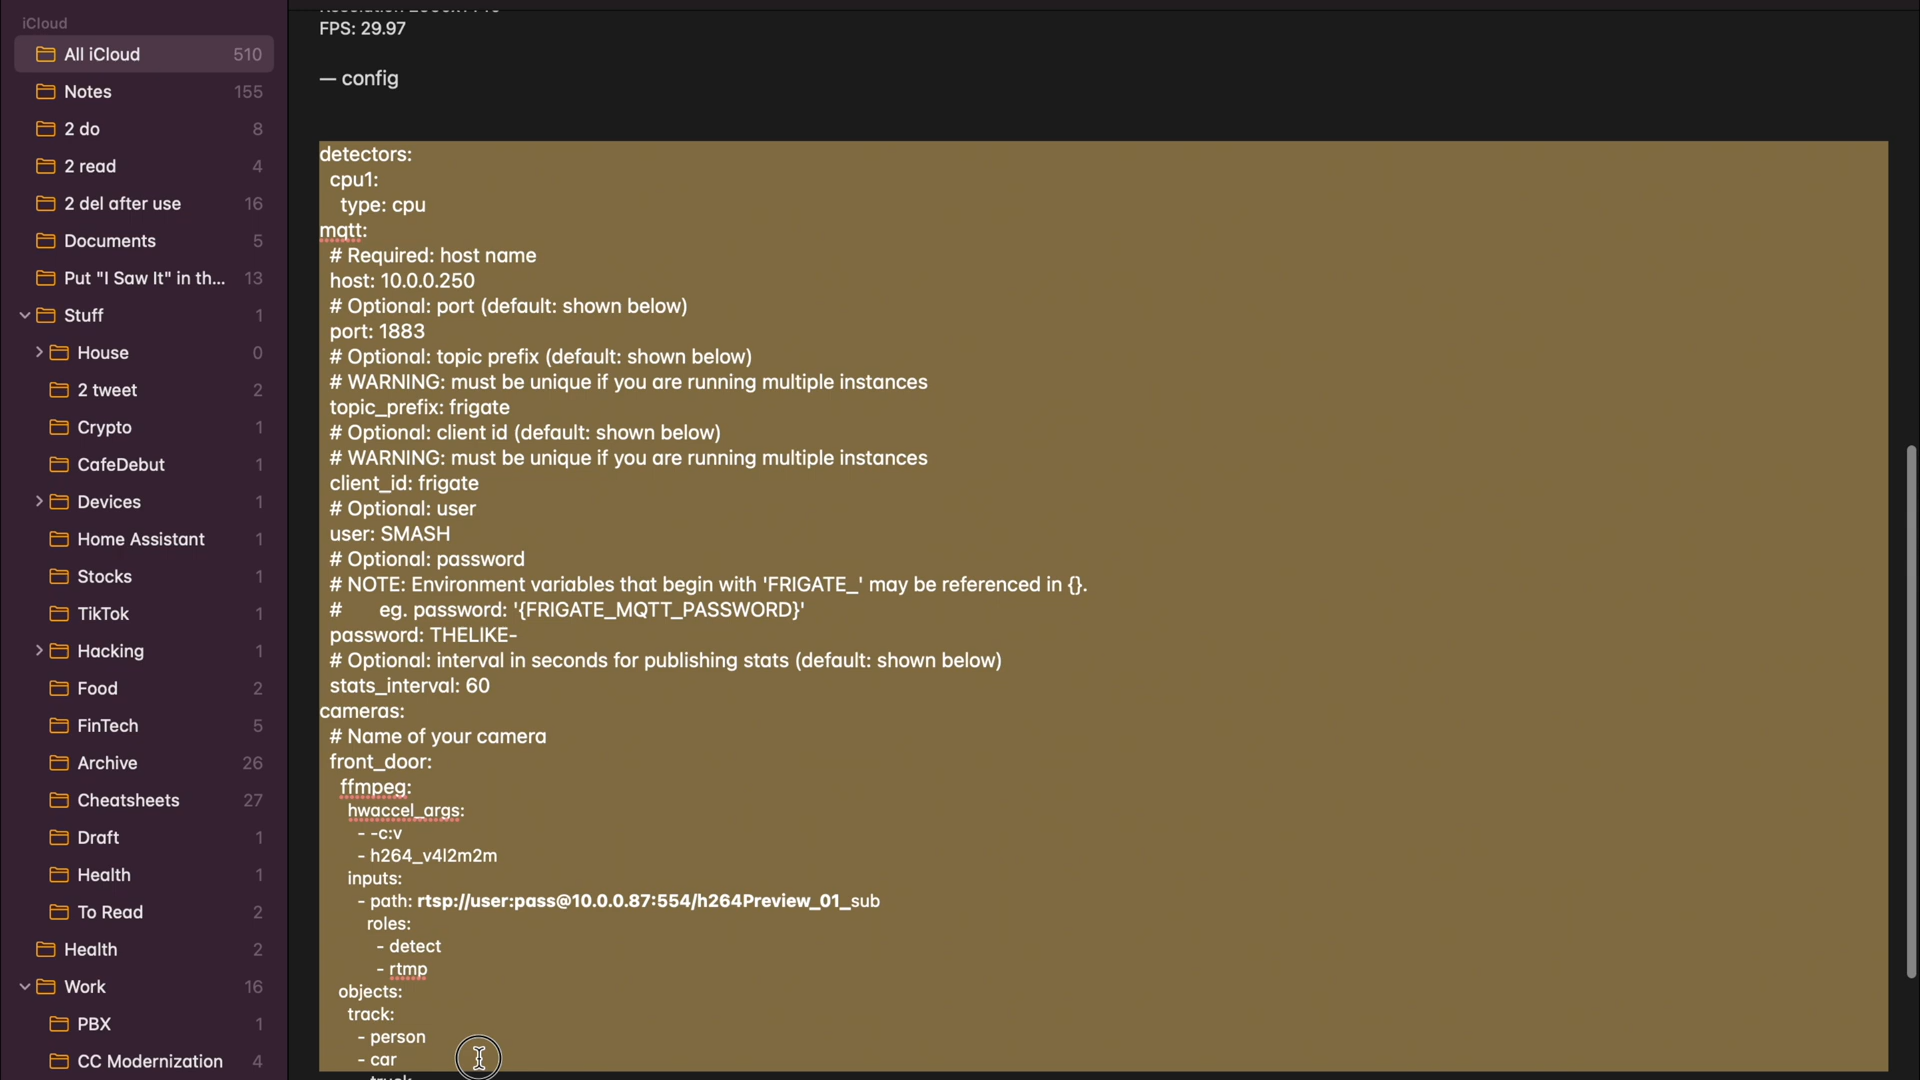 iCloud
All iCloud 510
Notes 155
2 do 8
2 read 4
2 del after use 16
Documents 5
Put "I Saw It" in th... 13
Stuff 1
House 0
2 tweet 2
Crypto 1
CafeDebut 1
Devices 1
Home Assistant 1
Stocks 1
TikTok 1
Hacking 1
Food 2
FinTech 5
Archive 26
Cheatsheets 27
Draft 1
Health 1
To Read 2
Health 2
Work 16
PBX 1
CC Modernization 4
FPS: 29.97
— config
detectors:
cpu1:
type: cpu
mqtt:
# Required: host name
host: 10.0.0.250
# Optional: port (default: shown below)
port: 1883
# Optional: topic prefix (default: shown below)
# WARNING: must be unique if you are running multiple instances
topic_prefix: frigate
# Optional: client id (default: shown below)
# WARNING: must be unique if you are running multiple instances
client_id: frigate
# Optional: user
user: SMASH
# Optional: password
# NOTE: Environment variables that begin with 'FRIGATE_' may be referenced in {}.
# eg. password: '{FRIGATE_MQTT_PASSWORD}'
password: THELIKE-
# Optional: interval in seconds for publishing stats (default: shown below)
stats_interval: 60
cameras:
# Name of your camera
front_door:
ffmpeg:
hwaccel_args:
- -c:v
- h264_v4l2m2m
inputs:
- path: rtsp://user:pass@10.0.0.87:554/h264Preview_01_sub
roles:
- detect
- rtmp
objects:
track:
- person
- car